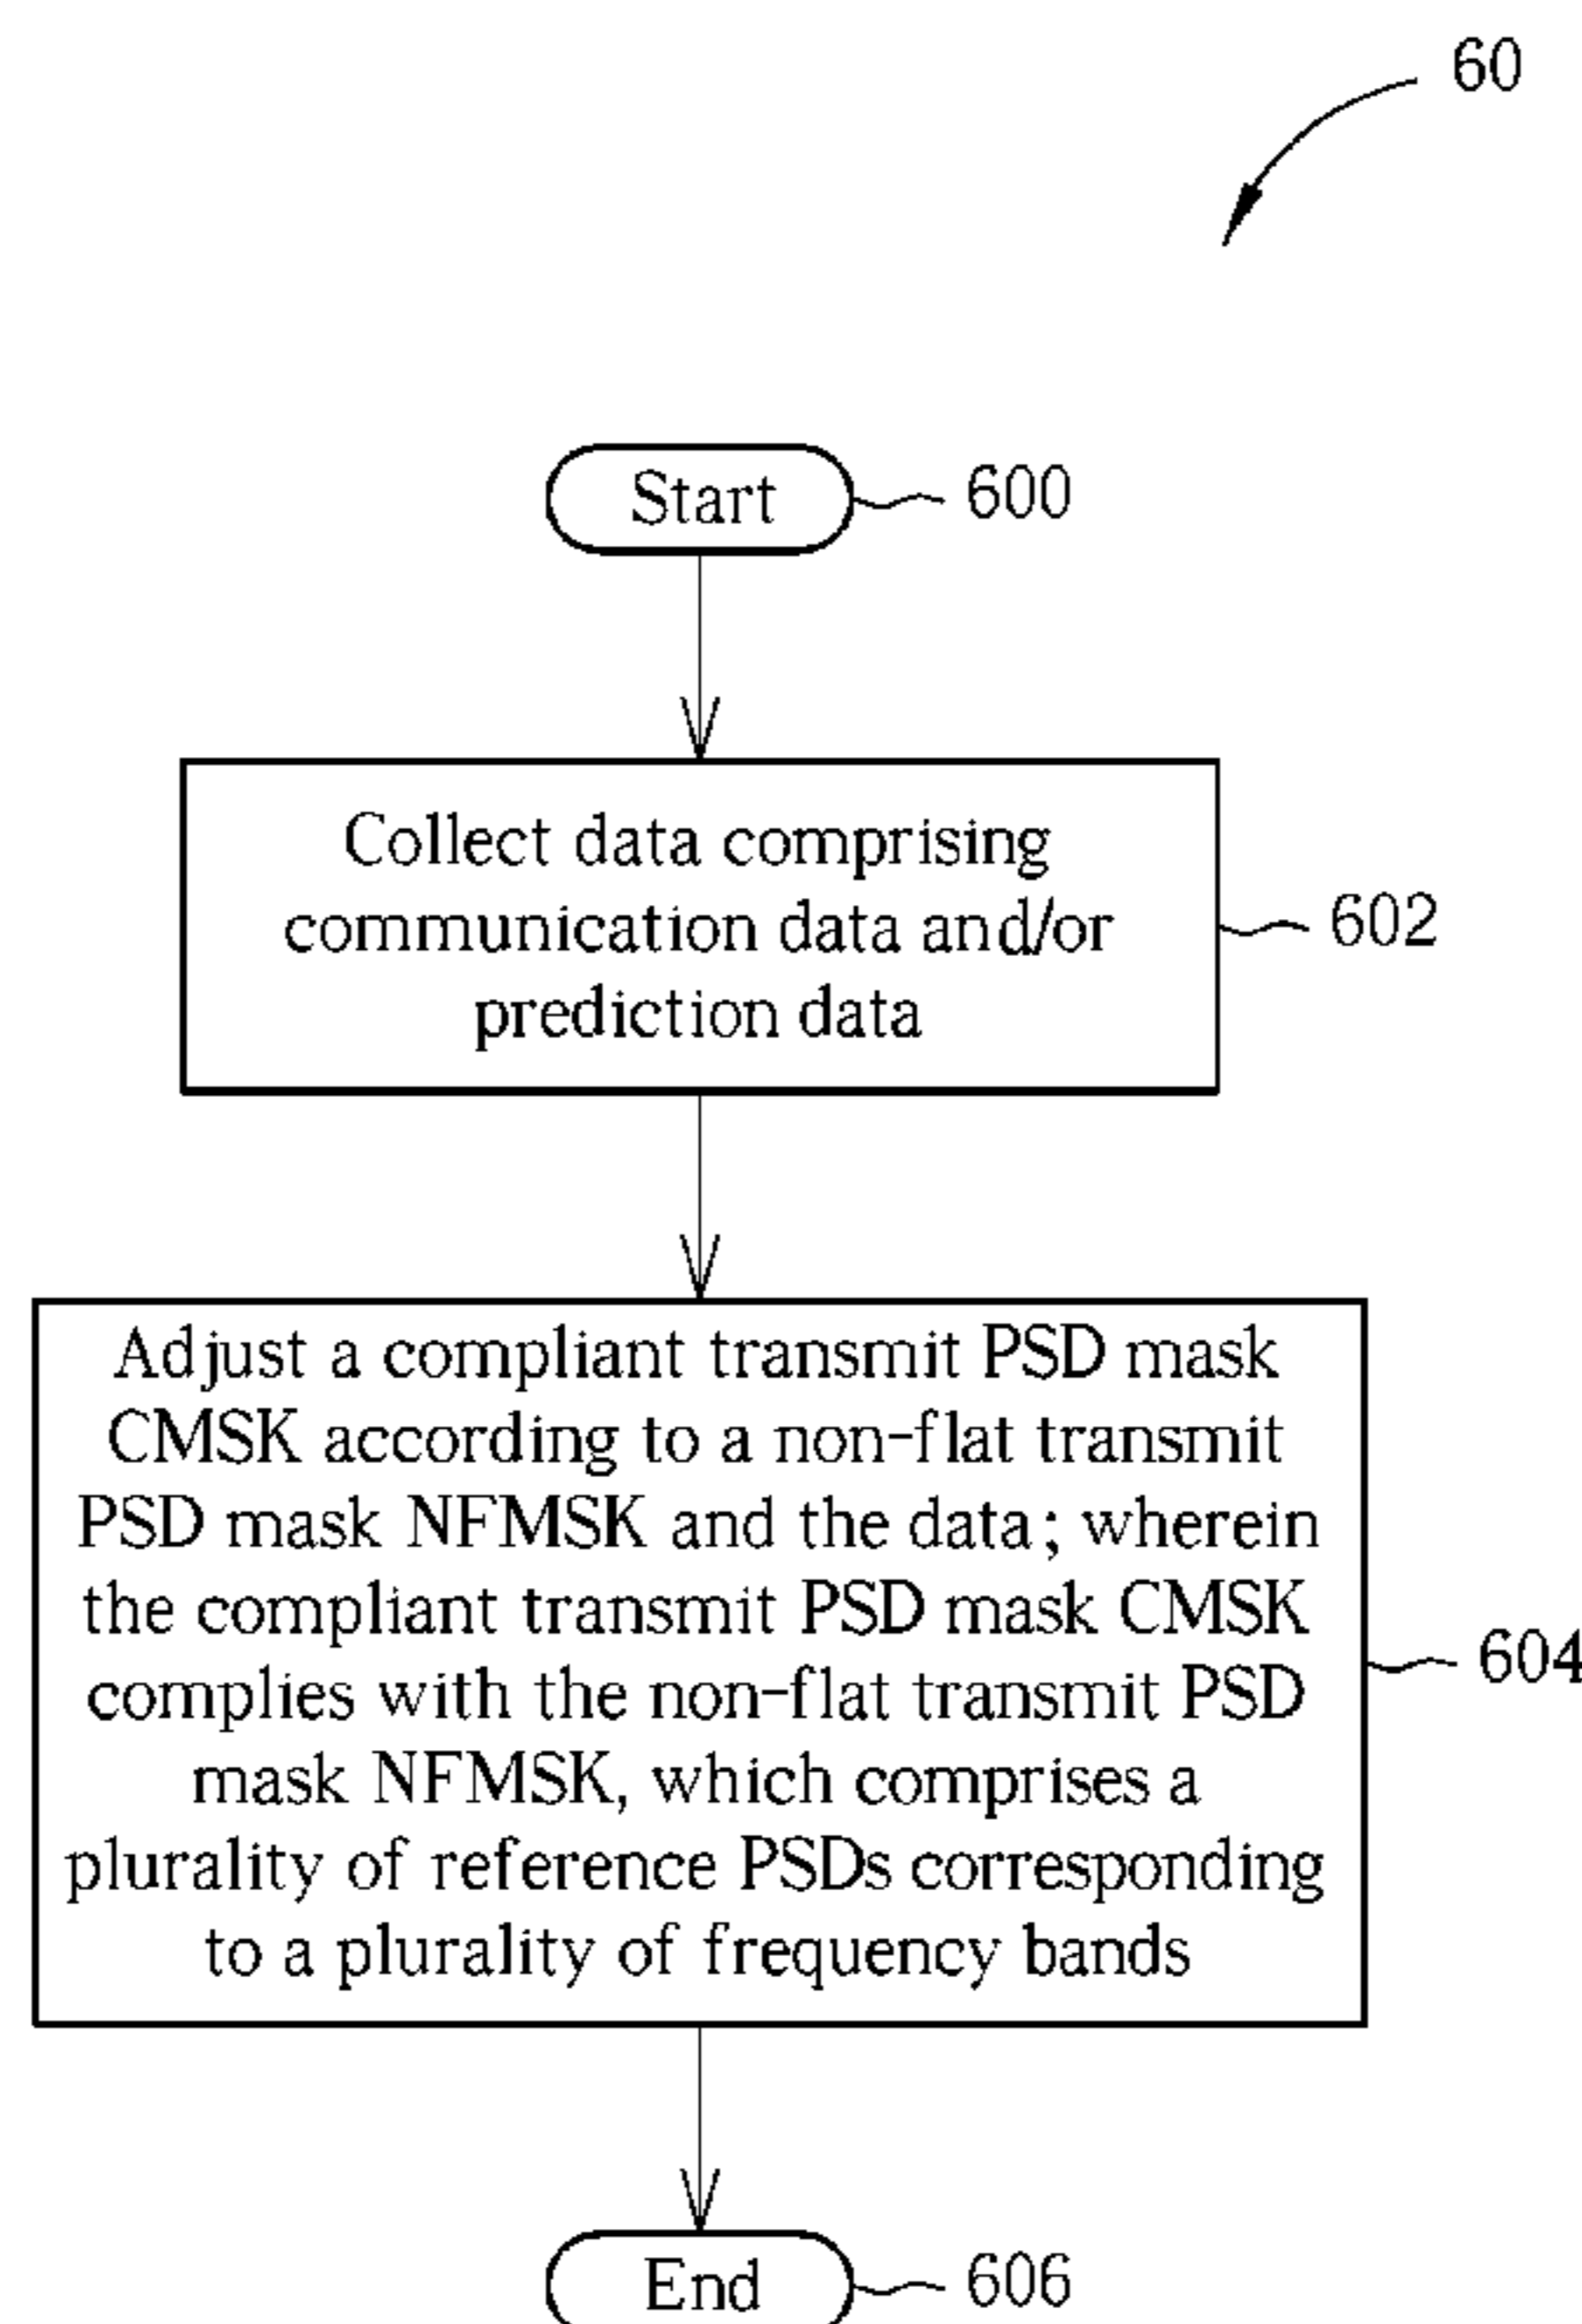 60
Start
600
Collect data comprising
communication data and/or
prediction data
602
Adjust a compliant transmit PSD mask
CMSK according to a non-flat transmit
PSD mask NFMSK and the data; wherein
the compliant transmit PSD mask CMSK
complies with the non-flat transmit PSD
mask NFMSK, which comprises a
plurality of reference PSDs corresponding
to a plurality of frequency bands
604
End
606